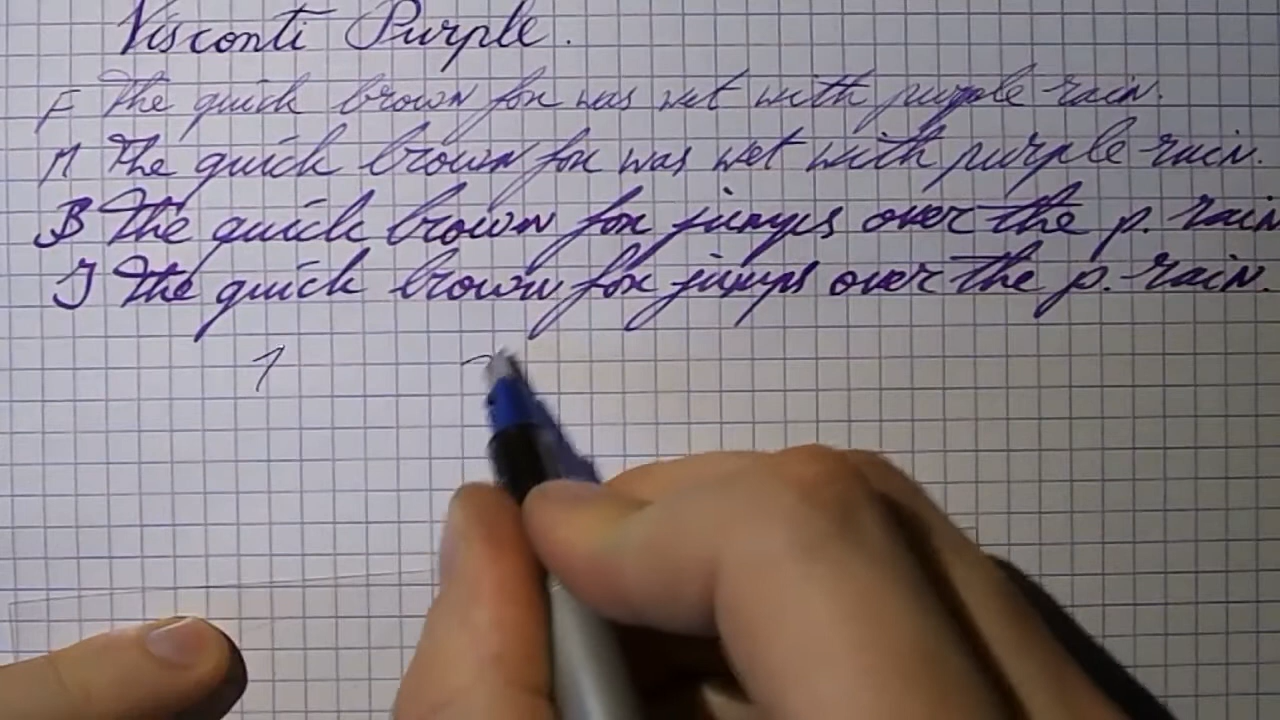 Visconti Purple.
F The quick brown fox was wet with purple rain.
M The quick brown fox was wet with purple rain.
B The quick brown fox jumps over the p. rain
I The quick brown fox jumps over the p. rain.
1